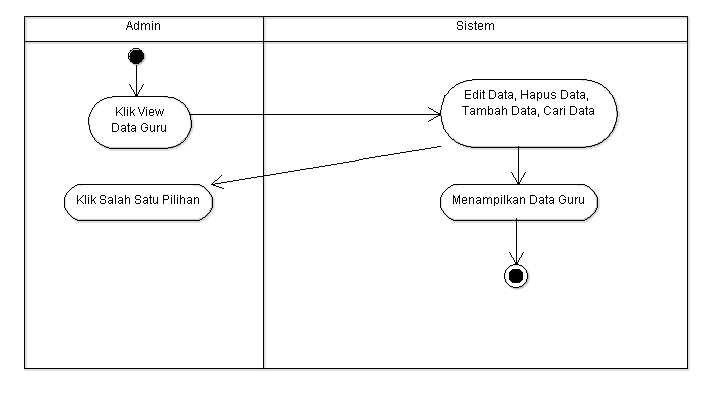 Admin
Sistem
Klik View
Data Guru
Edit Data, Hapus Data,
Tambah Data, Cari Data
Klik Salah Satu Pilihan
Menampilkan Data Guru